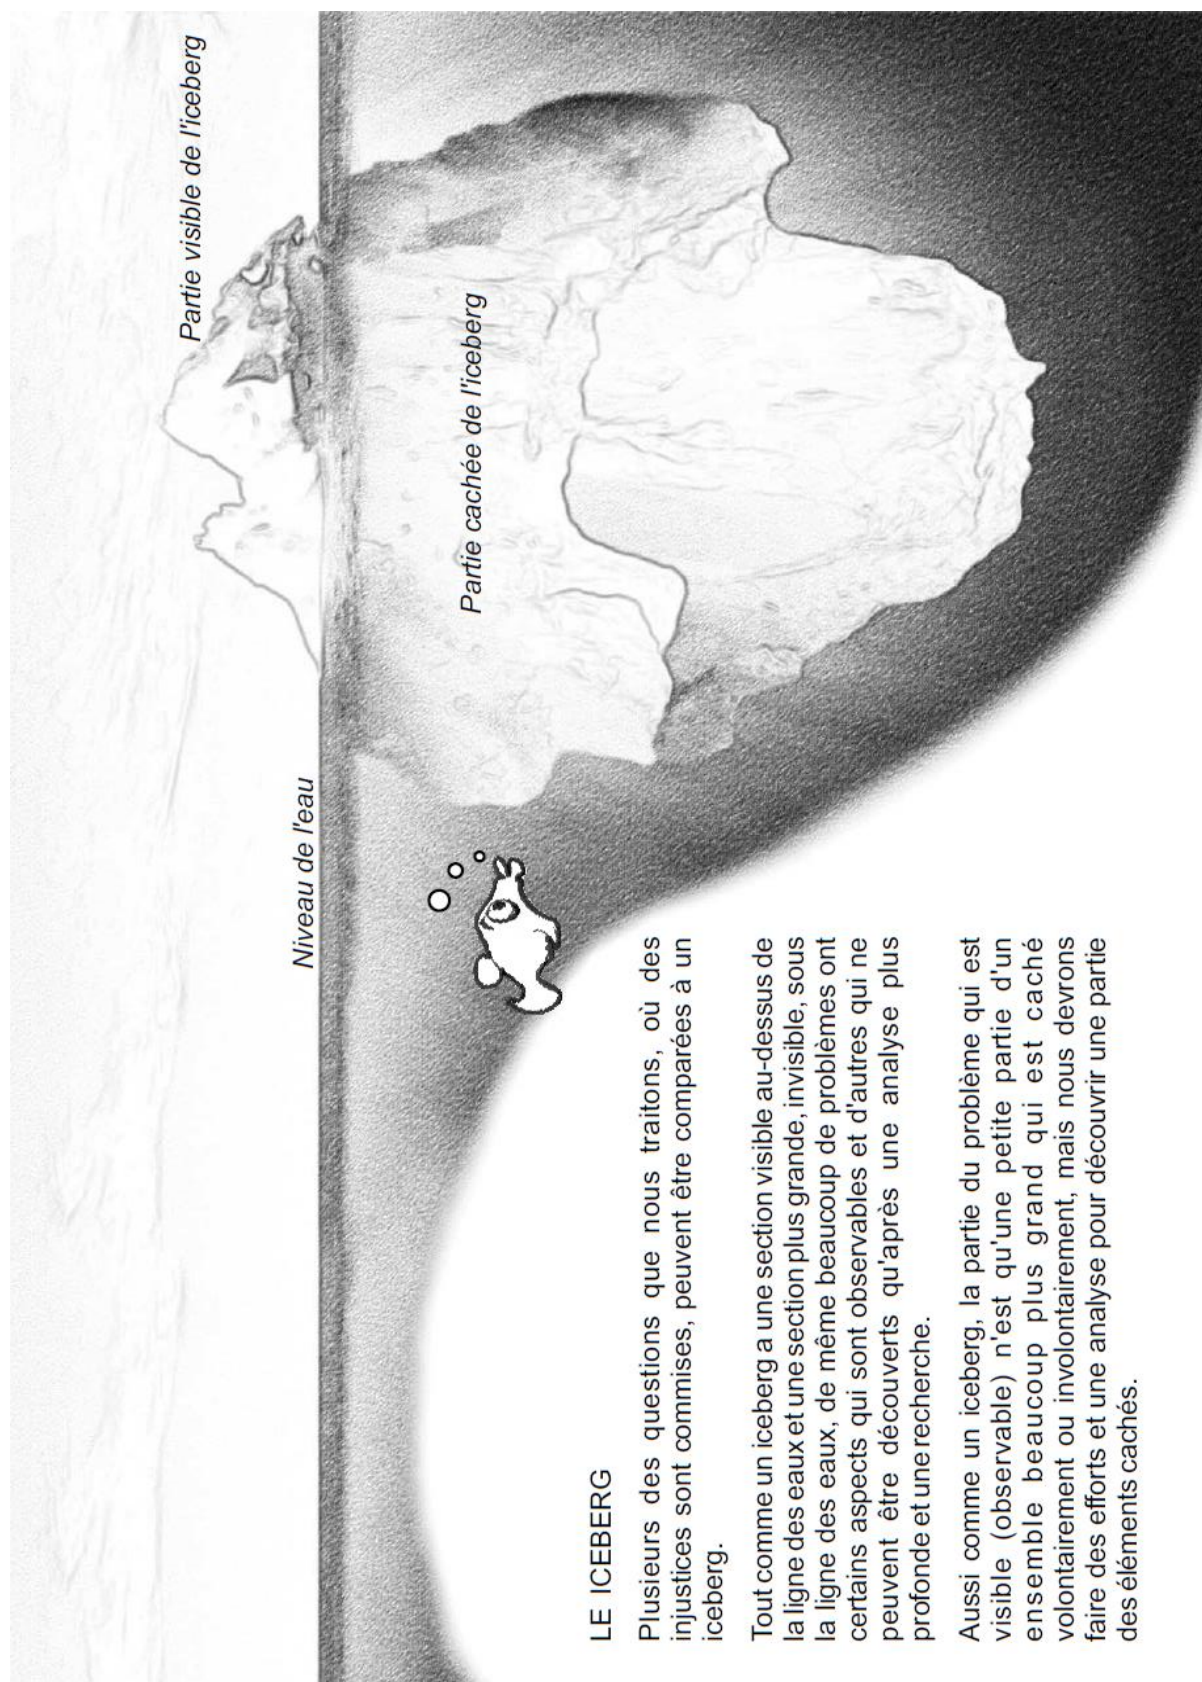 Partie visible de l'iceberg
Niveau de l'eau
Partie cachée de l'iceberg
LE ICEBERG
Plusieurs des questions que nous traitons, où des
injustices sont commises, peuvent être comparées à un
iceberg.
Tout comme un iceberg a une section visible au-dessus de
la ligne des eaux et une section plus grande, invisible, sous
la ligne des eaux, de même beaucoup de problèmes ont
certains aspects qui sont observables et d'autres qui ne
peuvent être découverts qu'après une analyse plus
profonde et une recherche.
Aussi comme un iceberg, la partie du problème qui est
visible (observable) n'est qu'une petite partie d'un
ensemble beaucoup plus grand qui est caché
volontairement ou involontairement, mais nous devrons
faire des efforts et une analyse pour découvrir une partie
des éléments cachés.